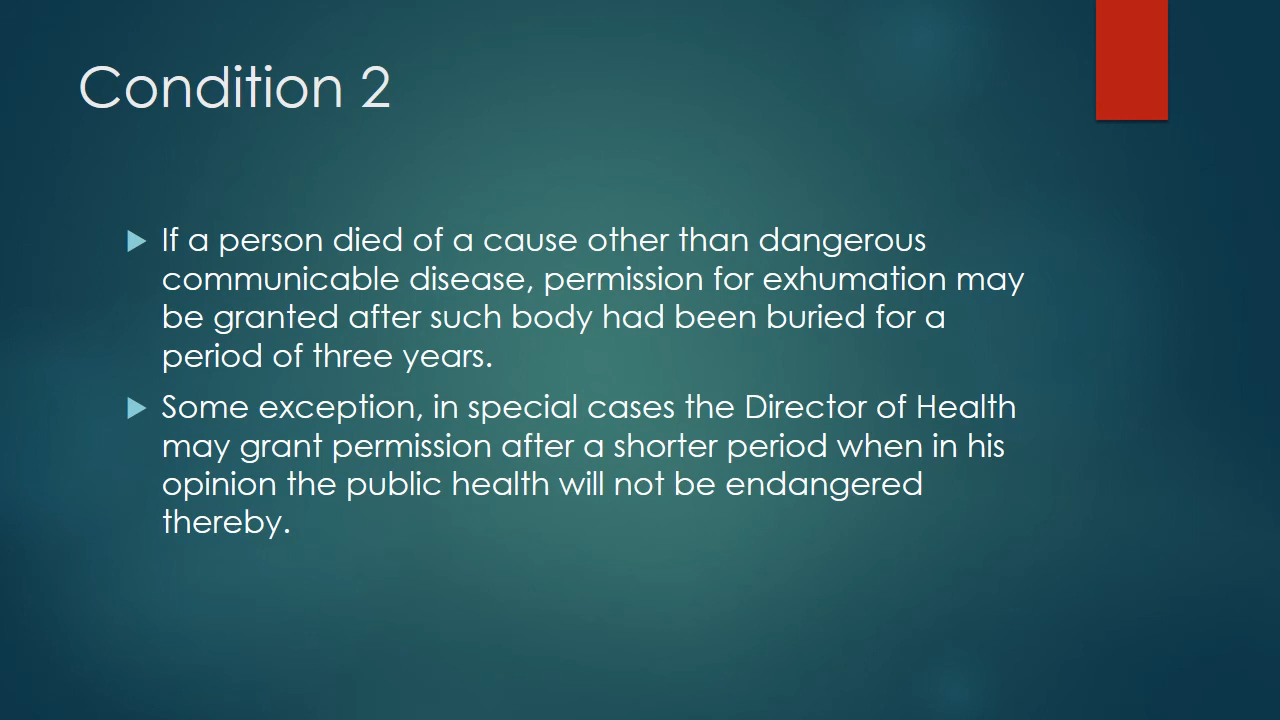 Condition 2
If a person died of a cause other than dangerous
communicable disease, permission for exhumation may
be granted after such body had been buried for a
period of three years.
Some exception, in special cases the Director of Health
may grant permission after a shorter period when in his
opinion the public health will not be endangered
thereby.